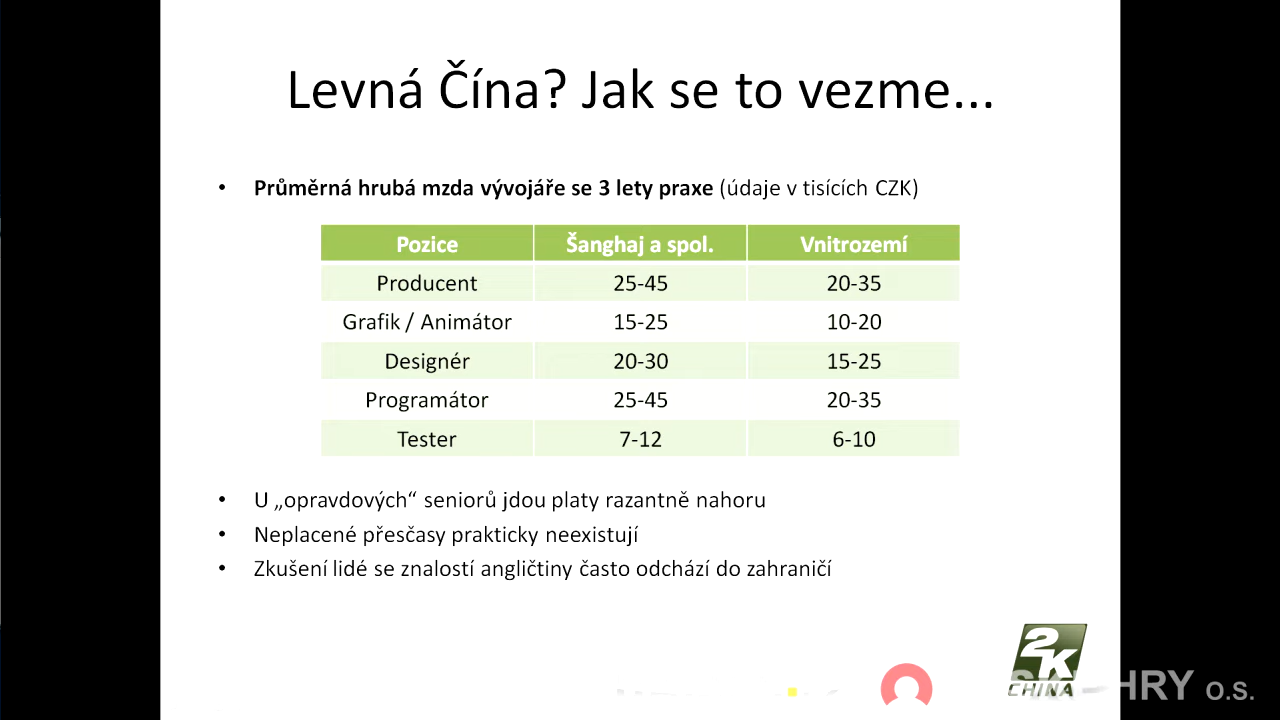 Levná Čína? Jak se to vezme...
• Průměrná hrubá mzda vývojáře se 3 lety praxe (údaje v tisících CZK)
Pozice Šanghaj a spol. Vnitrozemí
Producent 25-45 20-35
Grafik / Animátor 15-25 10-20
Designér 20-30 15-25
Programátor 25-45 20-35
Tester 7-12 6-10
• U „opravdových“ seniorů jdou platy razantně nahoru
• Neplacené přesčasy prakticky neexistují
• Zkušení lidé se znalostí angličtiny často odchází do zahraničí
2K
CHINA
HRY o.s.